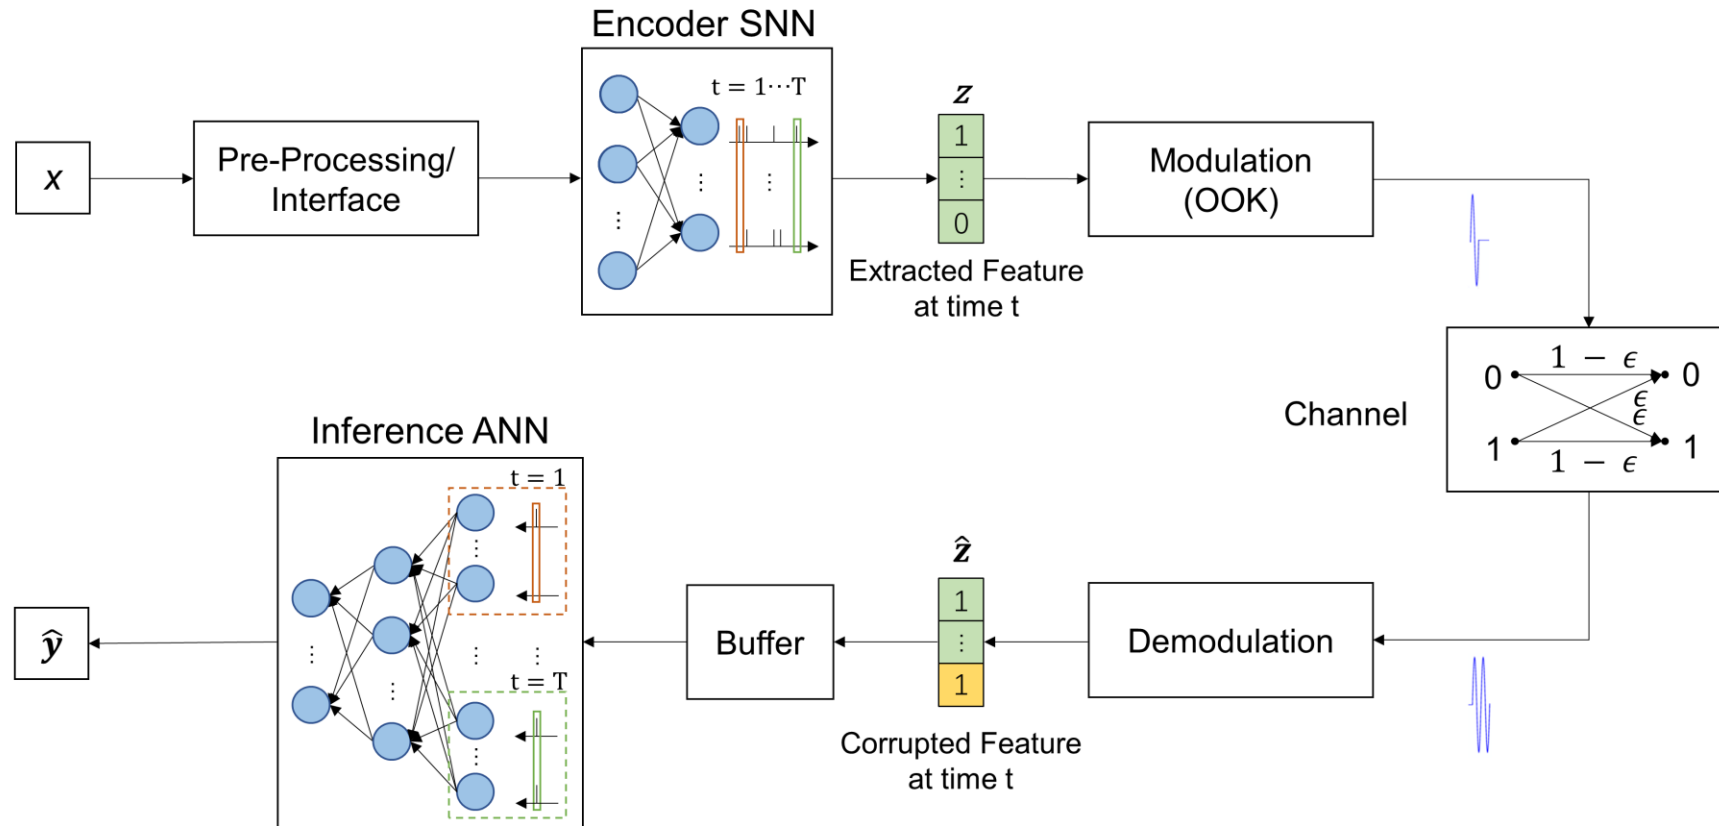 Encoder SNN
t = 1⋯T
z
x
Pre-Processing/
Interface
1
⋮
0
Modulation
(OOK)
Extracted Feature
at time t
Channel
0
1 − ϵ
0
ϵ
ϵ
1
1 − ϵ
1
Inference ANN
t = 1
t = T
ŷ
Buffer
ẑ
1
⋮
1
Demodulation
Corrupted Feature
at time t